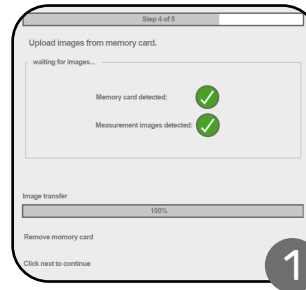 Step 4 of 5
Upload images from memory card.
waiting for images...
Memory card detected:
Measurement images detected:
Image transfer
100%
Remove momory card
Click next to continue
1